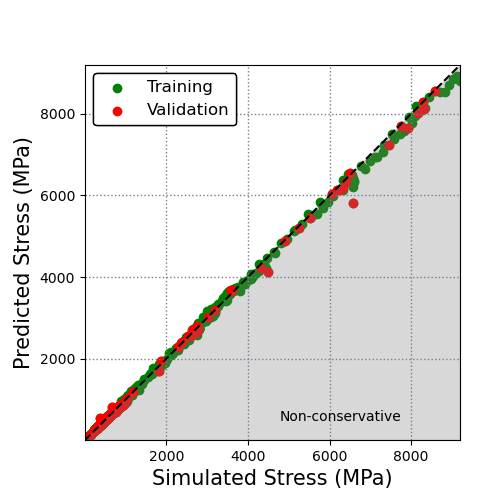 Training
Validation
8000
6000
4000
2000
Predicted Stress (MPa)
Non-conservative
2000 4000 6000 8000
Simulated Stress (MPa)